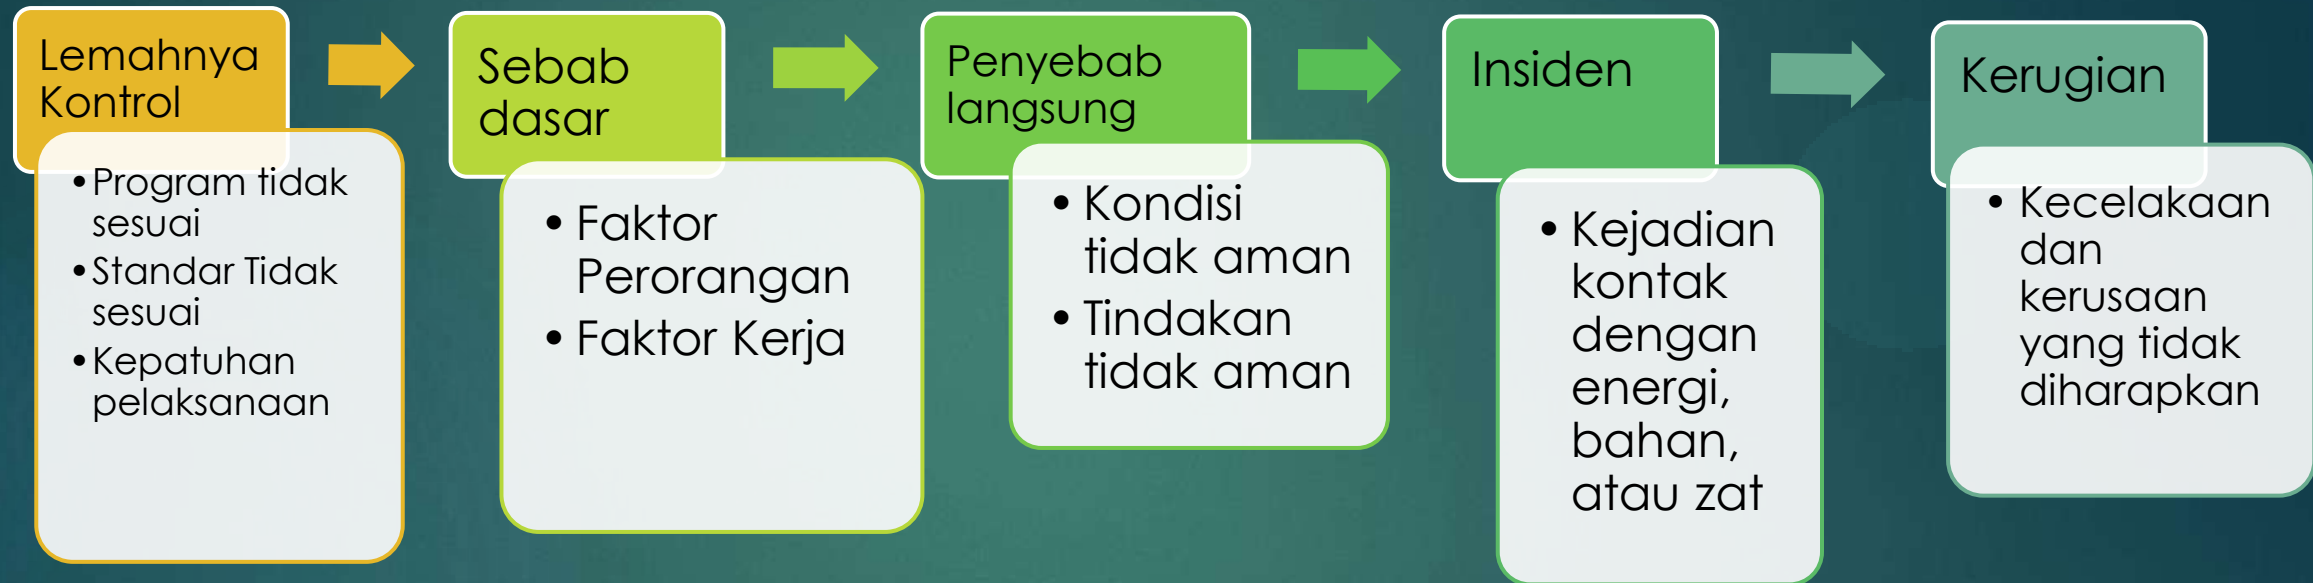 Lemahnya
Kontrol
•Program tidak
sesuai
•Standar Tidak
sesuai
•Kepatuhan
pelaksanaan
Sebab
dasar
• Faktor
Perorangan
• Faktor Kerja
Penyebab
langsung
• Kondisi
tidak aman
• Tindakan
tidak aman
Insiden
• Kejadian
kontak
dengan
energi,
bahan,
atau zat
Kerugian
• Kecelakaan
dan
kerusaan
yang tidak
diharapkan